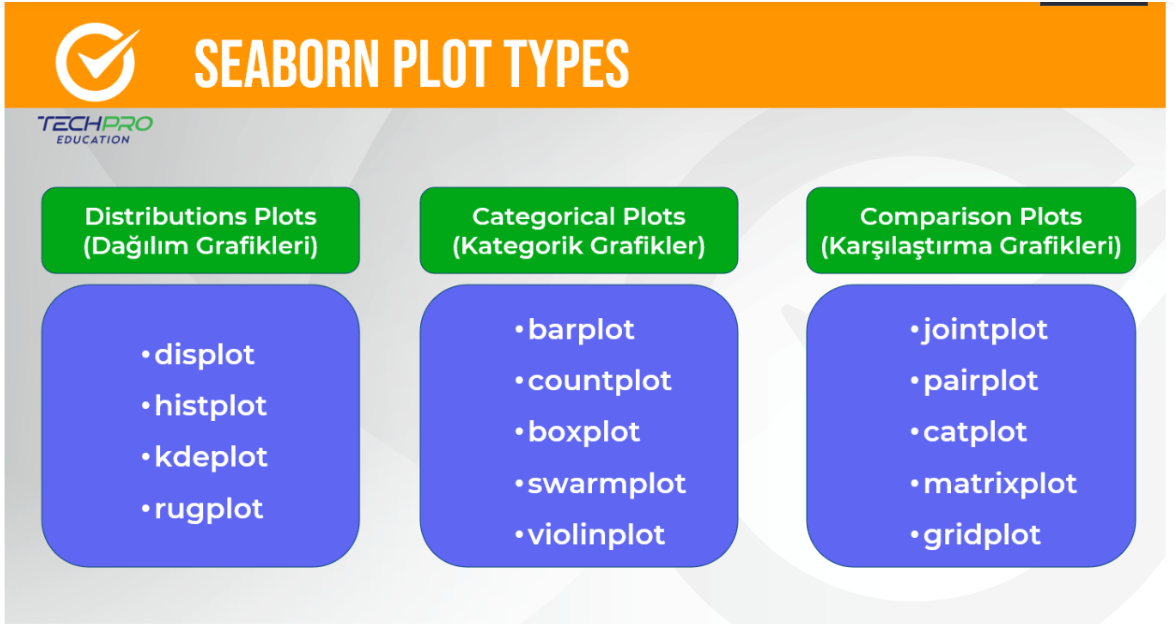 SEABORN PLOT TYPES
TECHPRO
EDUCATION
Distributions Plots
(Dağılım Grafikleri)
•displot
•histplot
•kdeplot
•rugplot
Categorical Plots
(Kategorik Grafikler)
•barplot
•countplot
•boxplot
•swarmplot
•violinplot
Comparison Plots
(Karşılaştırma Grafikleri)
•jointplot
•pairplot
•catplot
•matrixplot
•gridplot